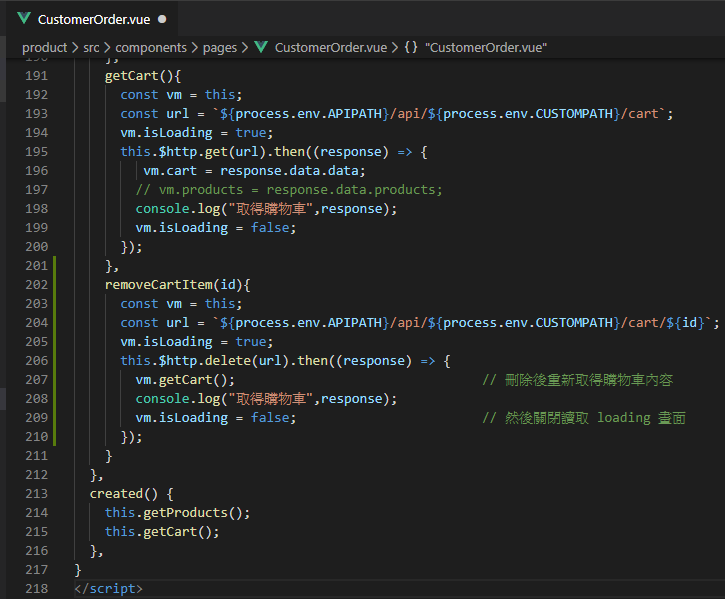 CustomerOrder.vue
product > src > components > pages > CustomerOrder.vue > {} "CustomerOrder.vue"
191 getCart(){
192 const vm = this;
193 const url = `${process.env.APIPATH}/api/${process.env.CUSTOMPATH}/cart`;
194 vm.isLoading = true;
195 this.$http.get(url).then((response) => {
196 vm.cart = response.data.data;
197 // vm.products = response.data.products;
198 console.log("取得購物車",response);
199 vm.isLoading = false;
200 });
201 },
202 removeCartItem(id){
203 const vm = this;
204 const url = `${process.env.APIPATH}/api/${process.env.CUSTOMPATH}/cart/${id}`;
205 vm.isLoading = true;
206 this.$http.delete(url).then((response) => {
207 vm.getCart(); // 刪除後重新取得購物車內容
208 console.log("取得購物車",response);
209 vm.isLoading = false; // 然後關閉讀取 loading 畫面
210 });
211 }
212 },
213 created() {
214 this.getProducts();
215 this.getCart();
216 },
217 }
218 </script>